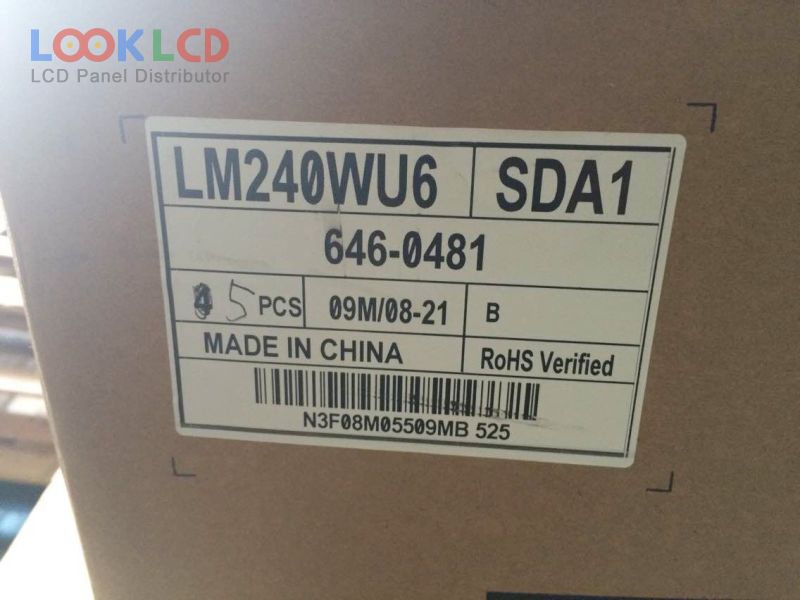 LOOK LCD
LCD Panel Distributor
LM240WU6 SDA1
646-0481
5 PCS 09M/08-21 B
MADE IN CHINA RoHS Verified
N3F08M05509MB 525